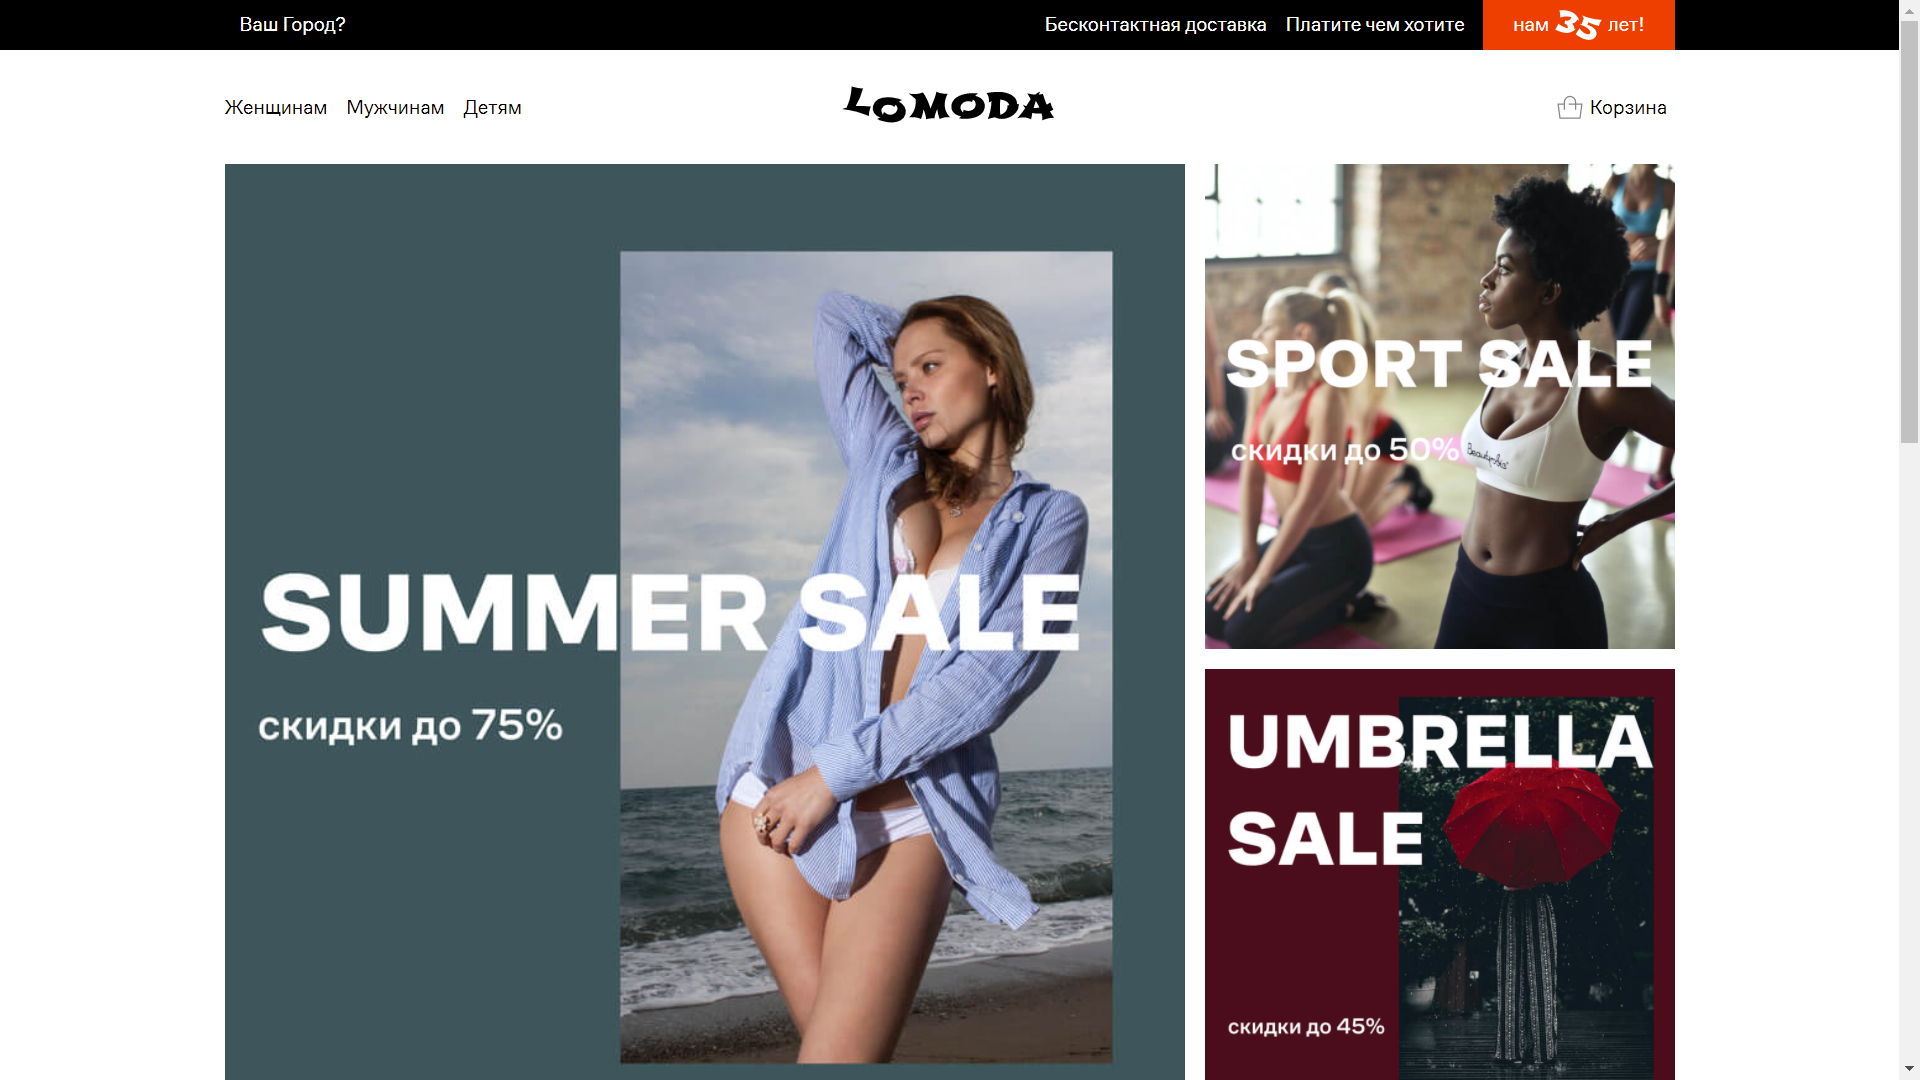 Ваш Город?
Бесконтактная доставка
Платите чем хотите
нам 35 лет!
Женщинам
Мужчинам
Детям
LOMODA
Корзина
SUMMER SALE
скидки до 75%
SPORT SALE
скидки до 50%
UMBRELLA
SALE
скидки до 45%